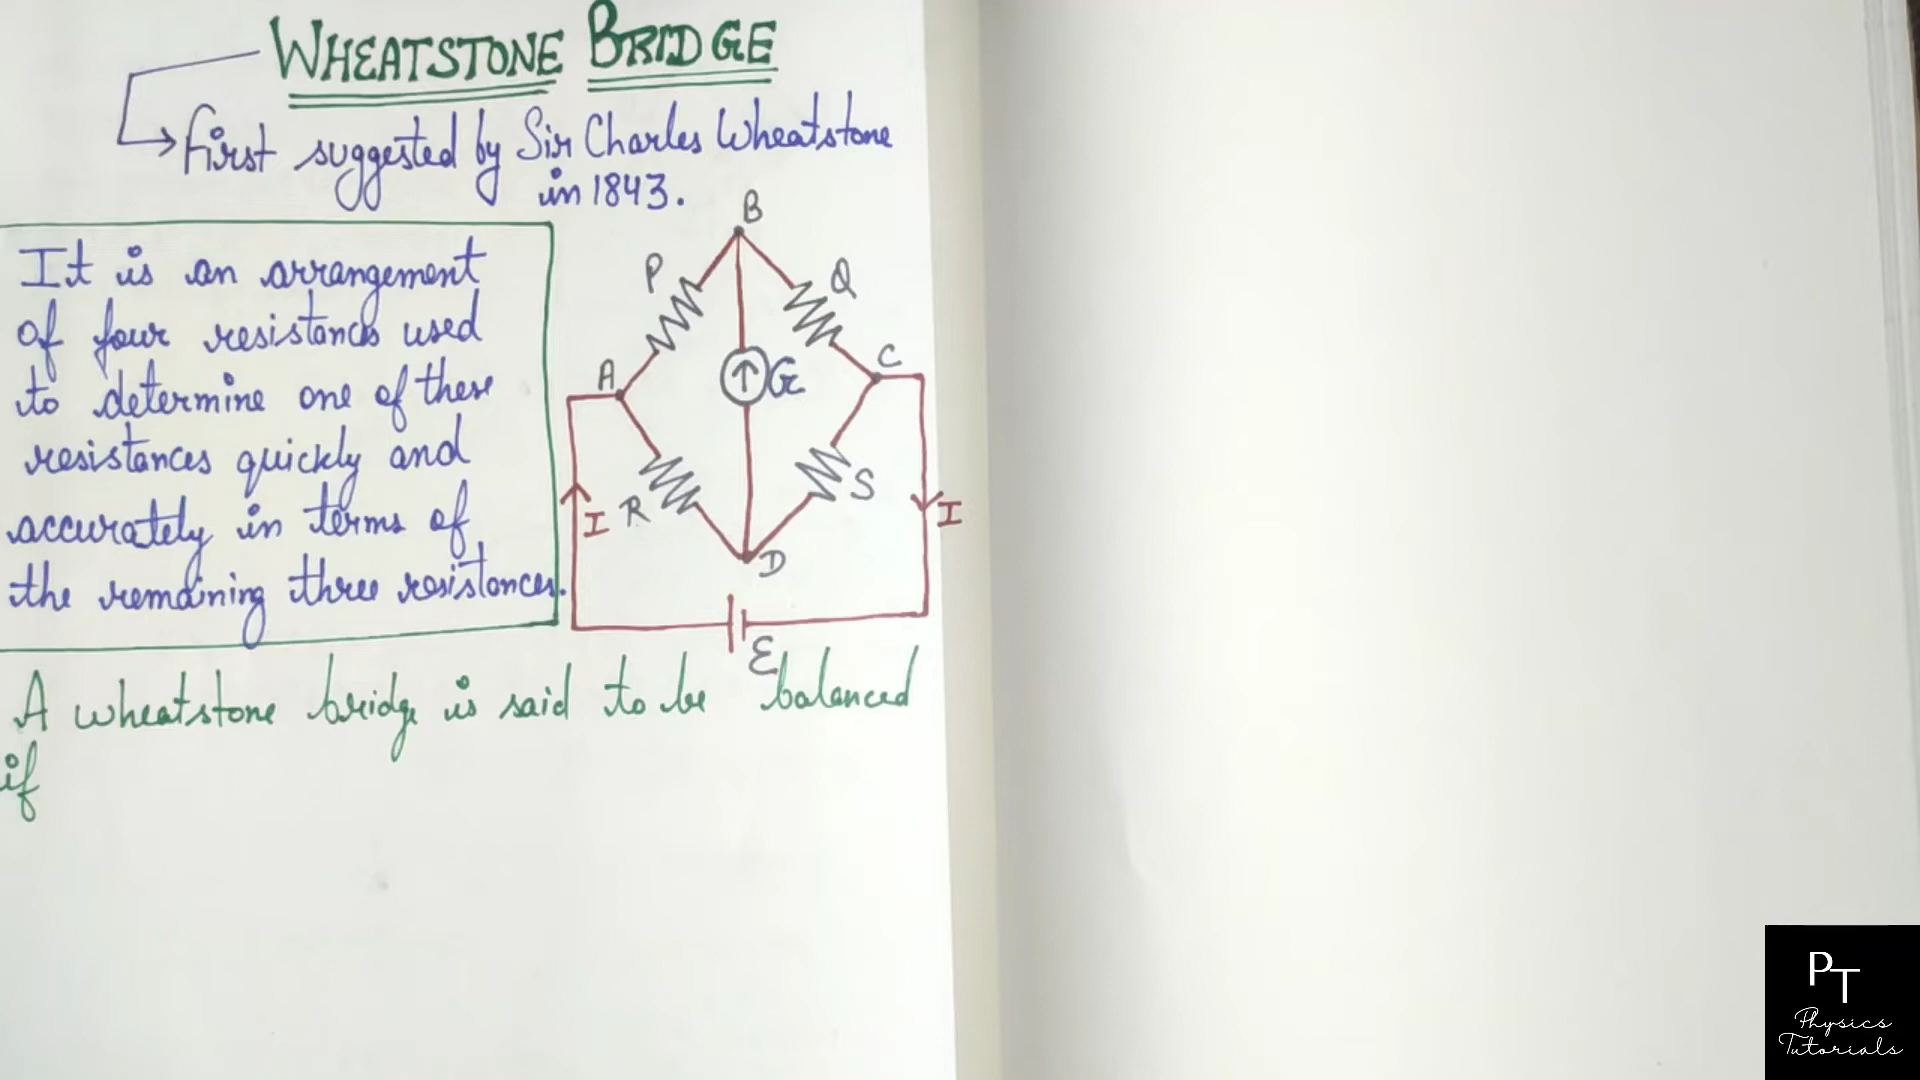 WHEATSTONE BRIDGE
First suggested by Sir Charles Wheatstone
in 1843.
It is an arrangement
of four resistances used
to determine one of these
resistances quickly and
accurately in terms of
the remaining three resistances.
B
P
Q
A
C
G
R
S
I
I
D
ε
A wheatstone bridge is said to be balanced
if
PT
Physics
Tutorials